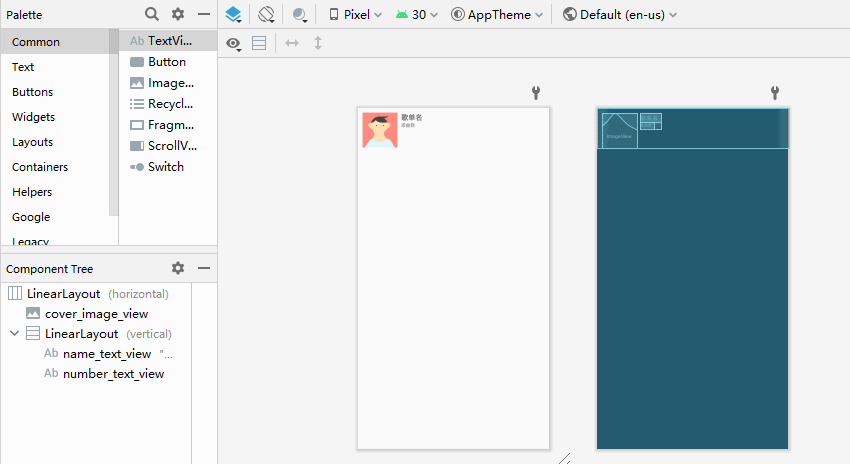 Palette
Pixel
30
AppTheme
Default (en-us)
Common
Text
Buttons
Widgets
Layouts
Containers
Helpers
Google
Legacy
Ab TextVi...
Button
Image...
Recycl...
Fragm...
ScrollV...
Switch
Component Tree
LinearLayout (horizontal)
cover_image_view
LinearLayout (vertical)
Ab name_text_view "...
Ab number_text_view
歌单名
ImageView